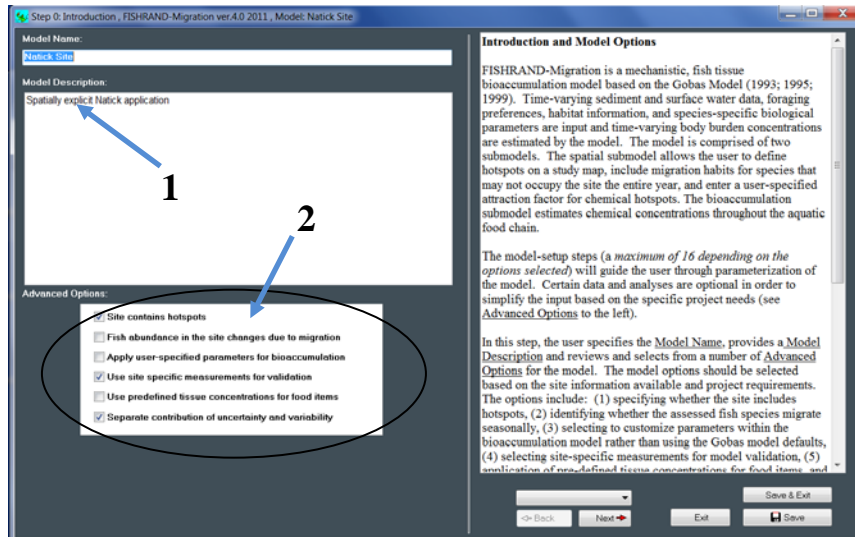 Step 0: Introduction , FISHRAND-Migration ver.4.0 2011 , Model: Natick Site
Model Name:
Natick Site
Model Description:
Spatially explicit Natick application
1
2
Advanced Options:
Site contains hotspots
Fish abundance in the site changes due to migration
Apply user-specified parameters for bioaccumulation
Use site specific measurements for validation
Use predefined tissue concentrations for food items
Separate contribution of uncertainty and variability
Introduction and Model Options
FISHRAND-Migration is a mechanistic, fish tissue
bioaccumulation model based on the Gobas Model (1993; 1995;
1999). Time-varying sediment and surface water data, foraging
preferences, habitat information, and species-specific biological
parameters are input and time-varying body burden concentrations
are estimated by the model. The model is comprised of two
submodels. The spatial submodel allows the user to define
hotspots on a study map, include migration habits for species that
may not occupy the site the entire year, and enter a user-specified
attraction factor for chemical hotspots. The bioaccumulation
submodel estimates chemical concentrations throughout the aquatic
food chain.
The model-setup steps (a maximum of 16 depending on the
options selected) will guide the user through parameterization of
the model. Certain data and analyses are optional in order to
simplify the input based on the specific project needs (see
Advanced Options to the left).
In this step, the user specifies the Model Name, provides a Model
Description and reviews and selects from a number of Advanced
Options for the model. The model options should be selected
based on the site information available and project requirements.
The options include: (1) specifying whether the site includes
hotspots, (2) identifying whether the assessed fish species migrate
seasonally, (3) selecting to customize parameters within the
bioaccumulation model rather than using the Gobas model defaults,
(4) selecting site-specific measurements for model validation, (5)
application of pre-defined tissue concentrations for food items, and
Save & Exit
Back
Next
Exit
Save